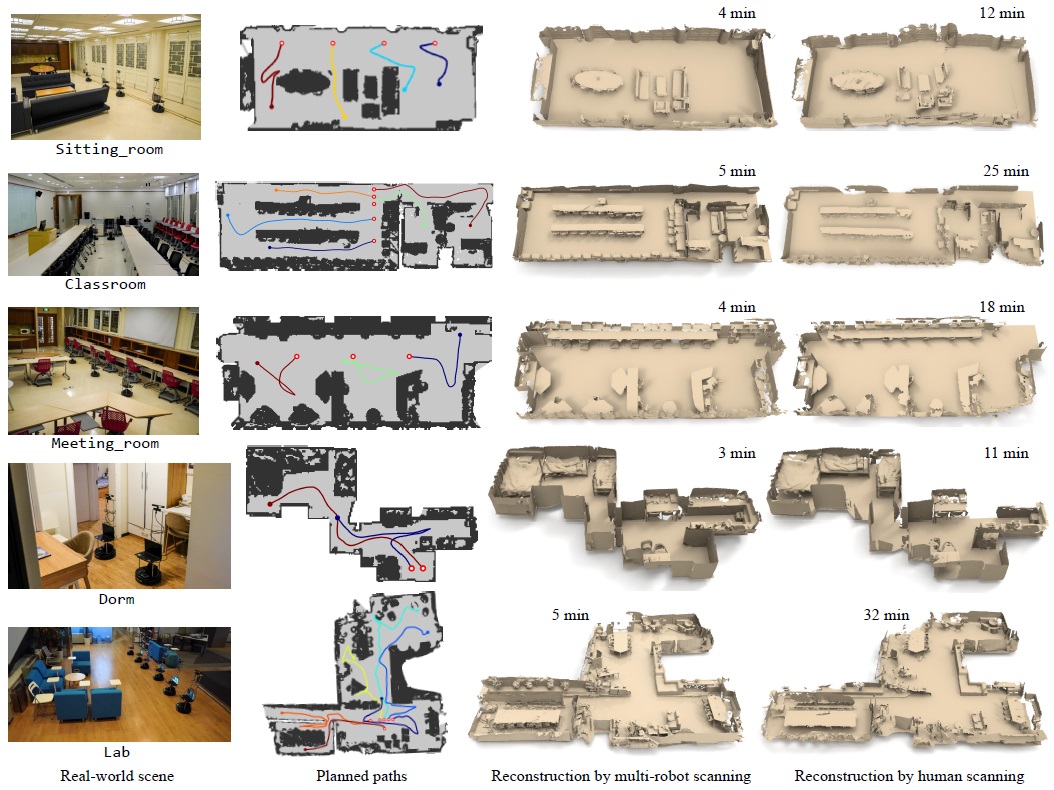 4 min
12 min
Sitting_room
5 min
25 min
Classroom
4 min
18 min
Meeting_room
3 min
11 min
Dorm
5 min
32 min
Lab
Real-world scene
Planned paths
Reconstruction by multi-robot scanning
Reconstruction by human scanning